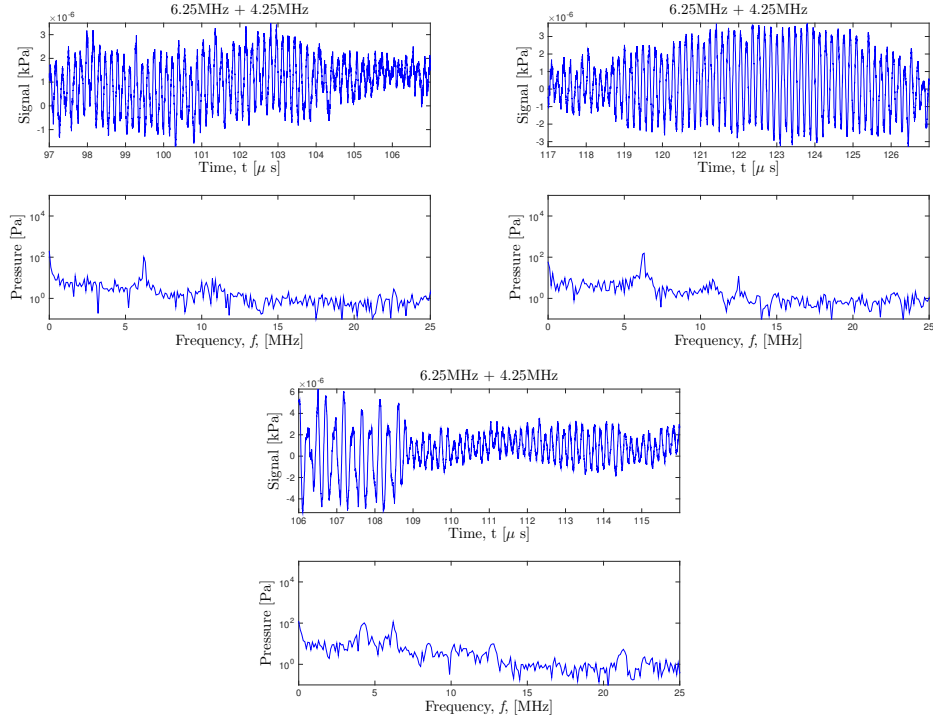 6.25MHz + 4.25MHz
×10⁻⁶
Signal [kPa]
3
2
1
0
-1
97 98 99 100 101 102 103 104 105 106
Time, t [μ s]
Pressure [Pa]
10⁴
10²
10⁰
0 5 10 15 20 25
Frequency, f, [MHz]
6.25MHz + 4.25MHz
×10⁻⁶
Signal [kPa]
3
2
1
0
-1
-2
-3
117 118 119 120 121 122 123 124 125 126
Time, t [μ s]
Pressure [Pa]
10⁴
10²
10⁰
0 5 10 15 20 25
Frequency, f, [MHz]
6.25MHz + 4.25MHz
×10⁻⁶
Signal [kPa]
6
4
2
0
-2
-4
106 107 108 109 110 111 112 113 114 115
Time, t [μ s]
Pressure [Pa]
10⁴
10²
10⁰
0 5 10 15 20 25
Frequency, f, [MHz]